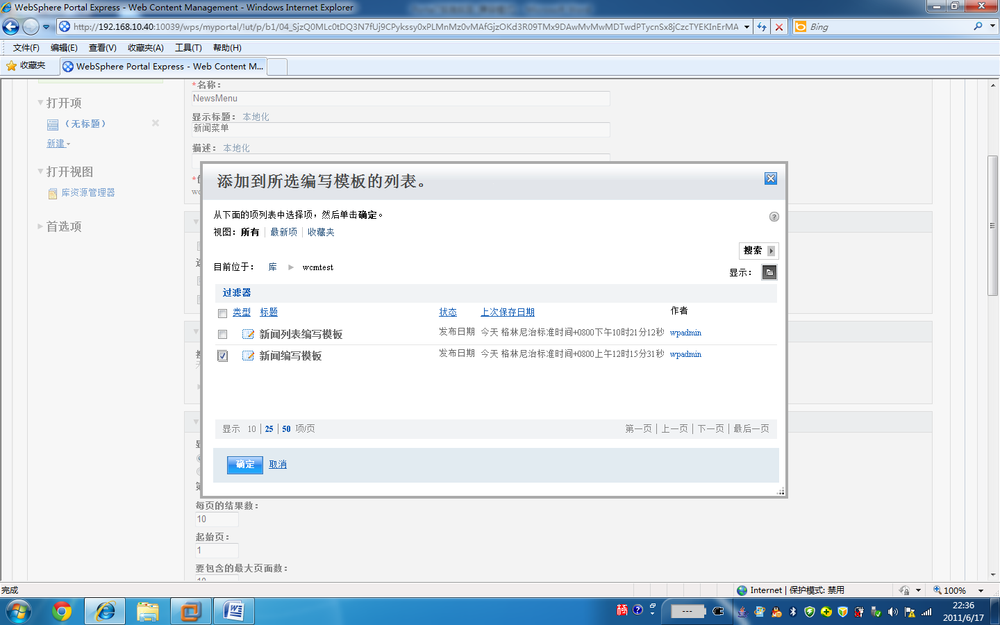 WebSphere Portal Express - Web Content Management - Windows Internet Explorer
http://192.168.10.40:10039/wps/myportal/!ut/p/b1/04_SjzQ0MLc0tDQ3N7fUj9CPykssy0xPLMnMz0vMAfGjzOKd3R09TMx9DAwMvMwMDTwdPTycnSx8jCzcTYEKInErMA
Bing
文件(F) 编辑(E) 查看(V) 收藏夹(A) 工具(T) 帮助(H)
收藏夹
WebSphere Portal Express - Web Content M...
打开项
（无标题）
新建
打开视图
库资源管理器
首选项
*名称：
NewsMenu
显示标题： 本地化
新闻菜单
描述： 本地化
添加到所选编写模板的列表。
从下面的项列表中选择项，然后单击确定。
视图：所有 | 最新项 | 收藏夹
搜索
目前位于： 库 wcmtest
显示：
过滤器
类型 标题 状态 上次保存日期 作者
新闻列表编写模板 发布日期 今天 格林尼治标准时间+0800下午10时21分12秒 wpadmin
新闻编写模板 发布日期 今天 格林尼治标准时间+0800上午12时15分31秒 wpadmin
显示 10 | 25 | 50 项/页 第一页 | 上一页 | 下一页 | 最后一页
确定 取消
每页的结果数：
10
起始页：
1
要包含的最大页面数：
10
完成
Internet | 保护模式: 禁用
100%
22:36
2011/6/17